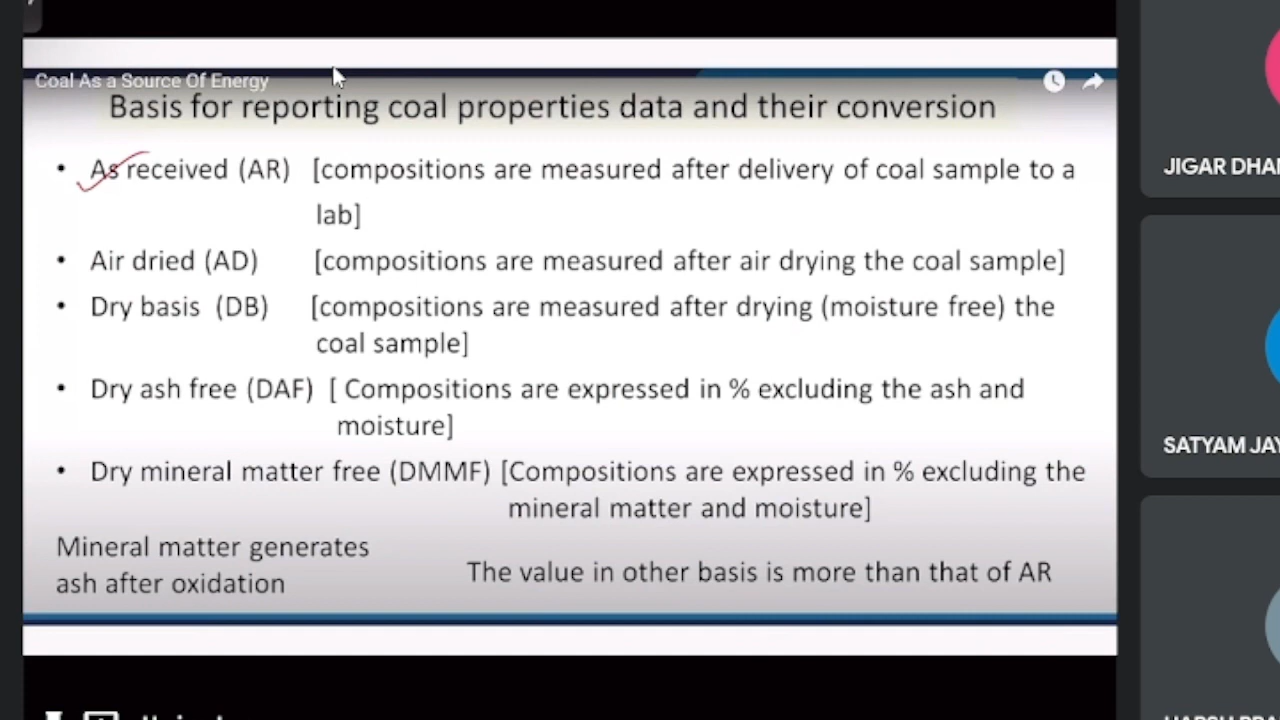 Coal As a Source Of Energy
Basis for reporting coal properties data and their conversion
• As received (AR) [compositions are measured after delivery of coal sample to a
lab]
• Air dried (AD) [compositions are measured after air drying the coal sample]
• Dry basis (DB) [compositions are measured after drying (moisture free) the
coal sample]
• Dry ash free (DAF) [ Compositions are expressed in % excluding the ash and
moisture]
• Dry mineral matter free (DMMF) [Compositions are expressed in % excluding the
mineral matter and moisture]
Mineral matter generates
ash after oxidation
The value in other basis is more than that of AR
JIGAR DHA
SATYAM JAY